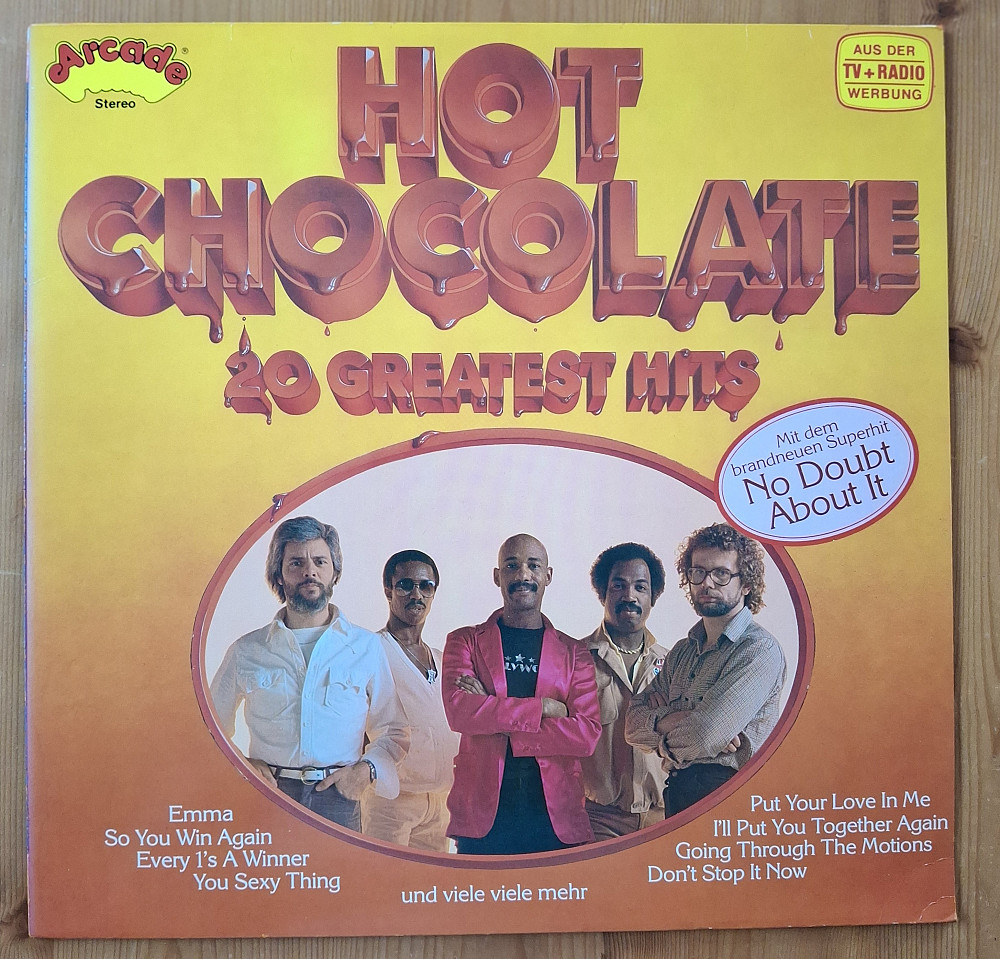 Arcade®
Stereo
AUS DER
TV + RADIO
WERBUNG
HOT
CHOCOLATE
20 GREATEST HITS
Mit dem
brandneuen Superhit
No Doubt
About It
Emma
So You Win Again
Every 1's A Winner
You Sexy Thing
und viele viele mehr
Put Your Love In Me
I'll Put You Together Again
Going Through The Motions
Don't Stop It Now